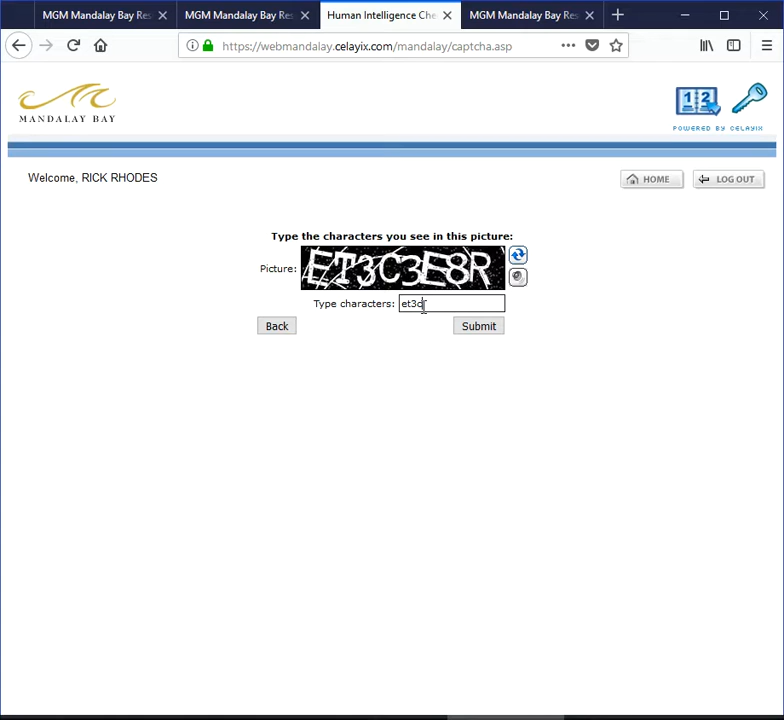 MGM Mandalay Bay Res
MGM Mandalay Bay Res
Human Intelligence Che
MGM Mandalay Bay Res
https://webmandalay.celayix.com/mandalay/captcha.asp
MANDALAY BAY
1 2
POWERED BY CELAYIX
Welcome, RICK RHODES
HOME
LOG OUT
Type the characters you see in this picture:
Picture: ET3C3E8R
Type characters: et3c
Back
Submit